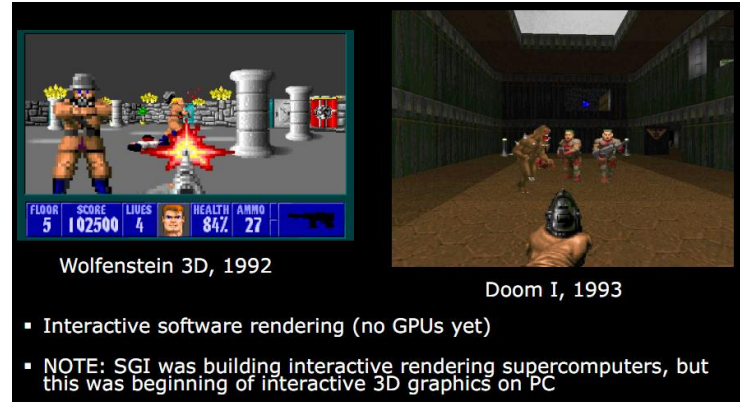 FLOOR SCORE LIVES HEALTH AMMO
5 102500 4 84% 27
Wolfenstein 3D, 1992
Doom I, 1993
▪ Interactive software rendering (no GPUs yet)
▪ NOTE: SGI was building interactive rendering supercomputers, but
this was beginning of interactive 3D graphics on PC